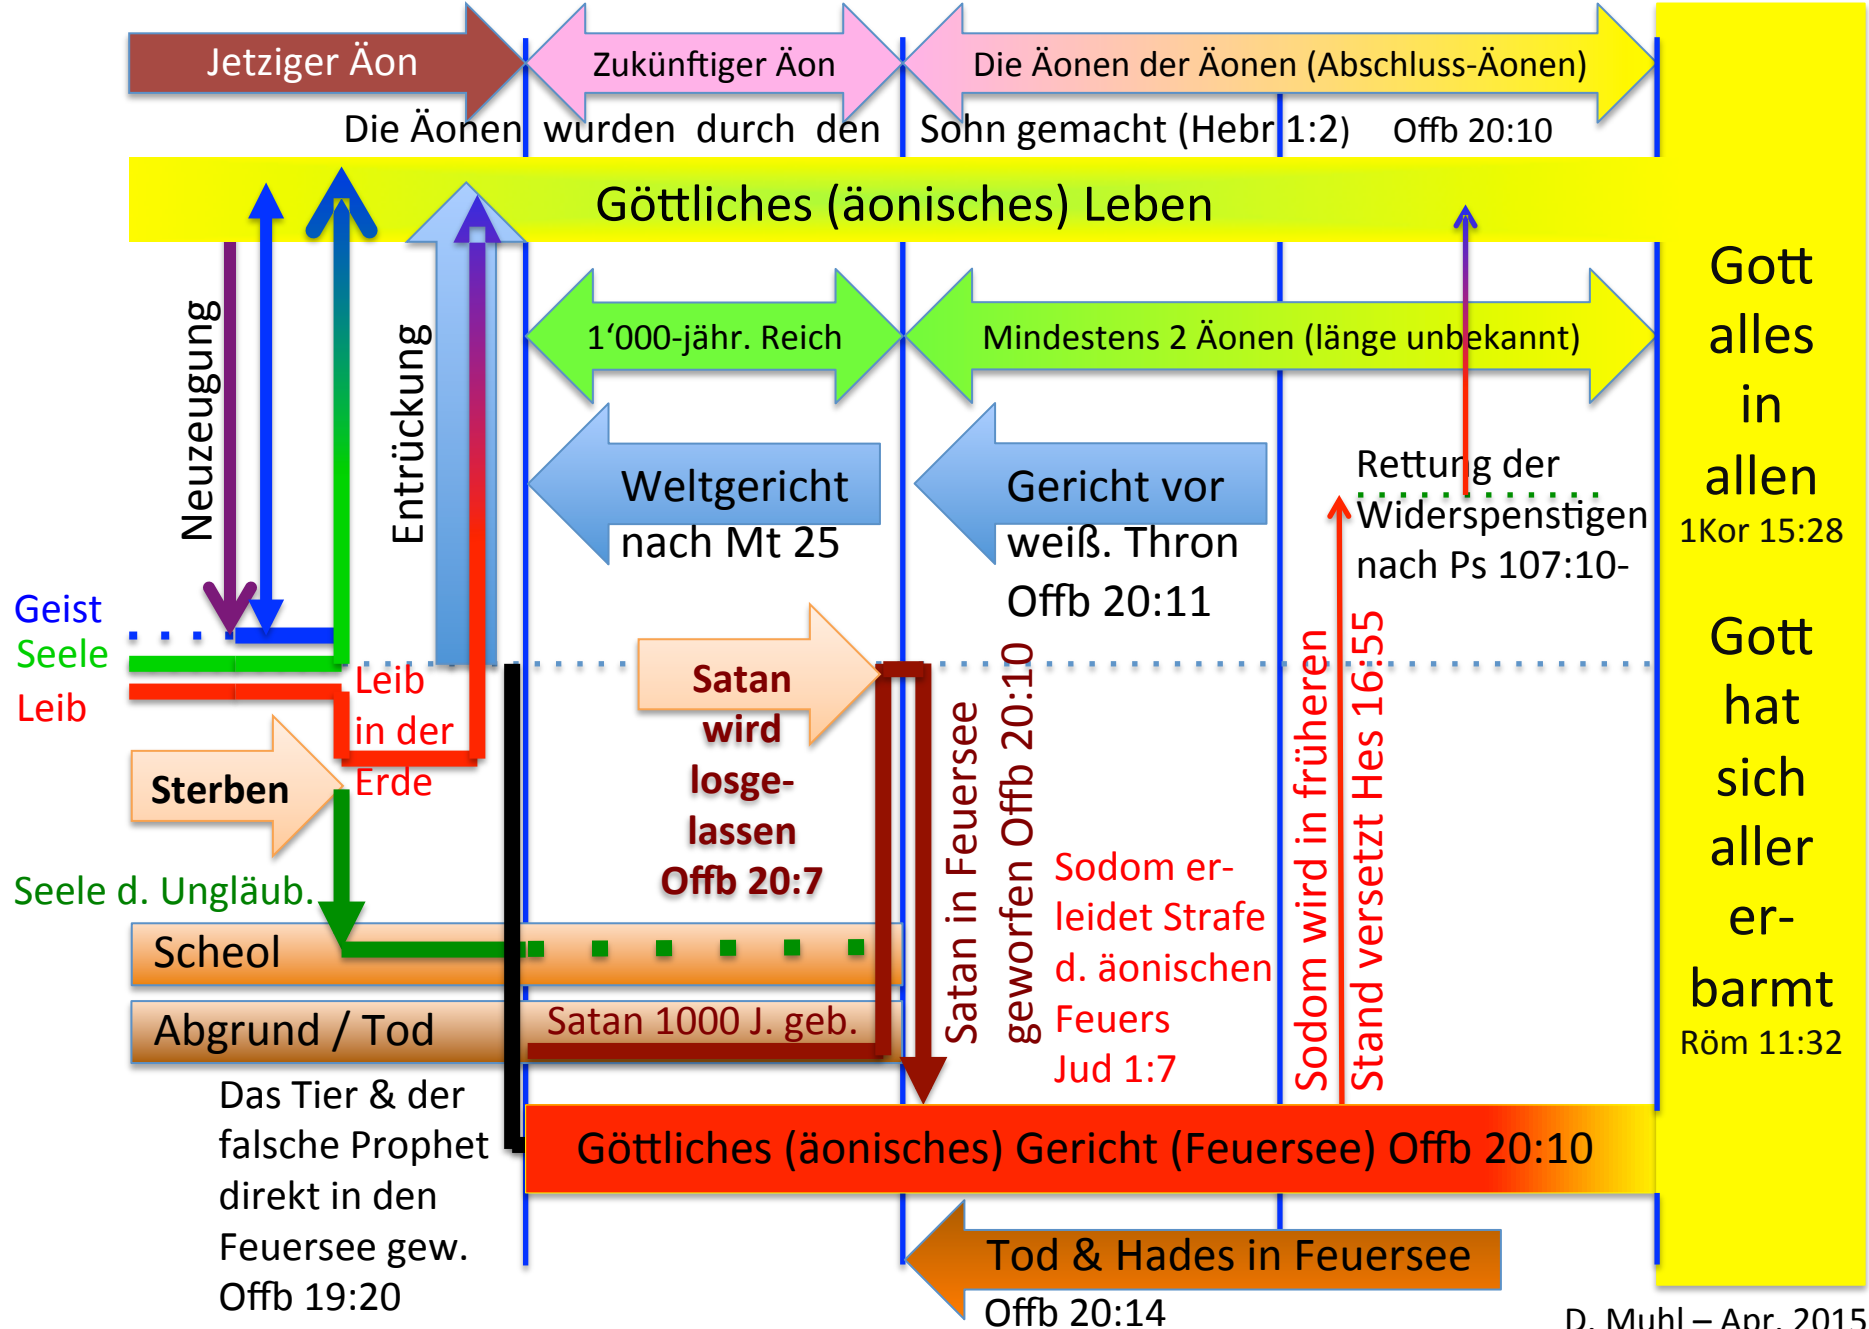 Jetziger Äon
Zukünftiger Äon
Die Äonen der Äonen (Abschluss-Äonen)
Die Äonen wurden durch den Sohn gemacht (Hebr 1:2) Offb 20:10
Göttliches (äonisches) Leben
Neuzeugung
Entrückung
1‘000-jähr. Reich
Mindestens 2 Äonen (länge unbekannt)
Weltgericht
nach Mt 25
Gericht vor
weiß. Thron
Offb 20:11
Rettung der
Widerspenstigen
nach Ps 107:10-
Geist
Seele
Leib
Leib
in der
Erde
Sterben
Seele d. Ungläub.
Satan
wird
losge-
lassen
Offb 20:7
Satan in Feuersee
geworfen Offb 20:10
Sodom er-
leidet Strafe
d. äonischen
Feuers
Jud 1:7
Sodom wird in früheren
Stand versetzt Hes 16:55
Scheol
Abgrund / Tod
Satan 1000 J. geb.
Das Tier & der
falsche Prophet
direkt in den
Feuersee gew.
Offb 19:20
Göttliches (äonisches) Gericht (Feuersee) Offb 20:10
Tod & Hades in Feuersee
Offb 20:14
Gott
alles
in
allen
1Kor 15:28
Gott
hat
sich
aller
er-
barmt
Röm 11:32
D. Muhl – Apr. 2015